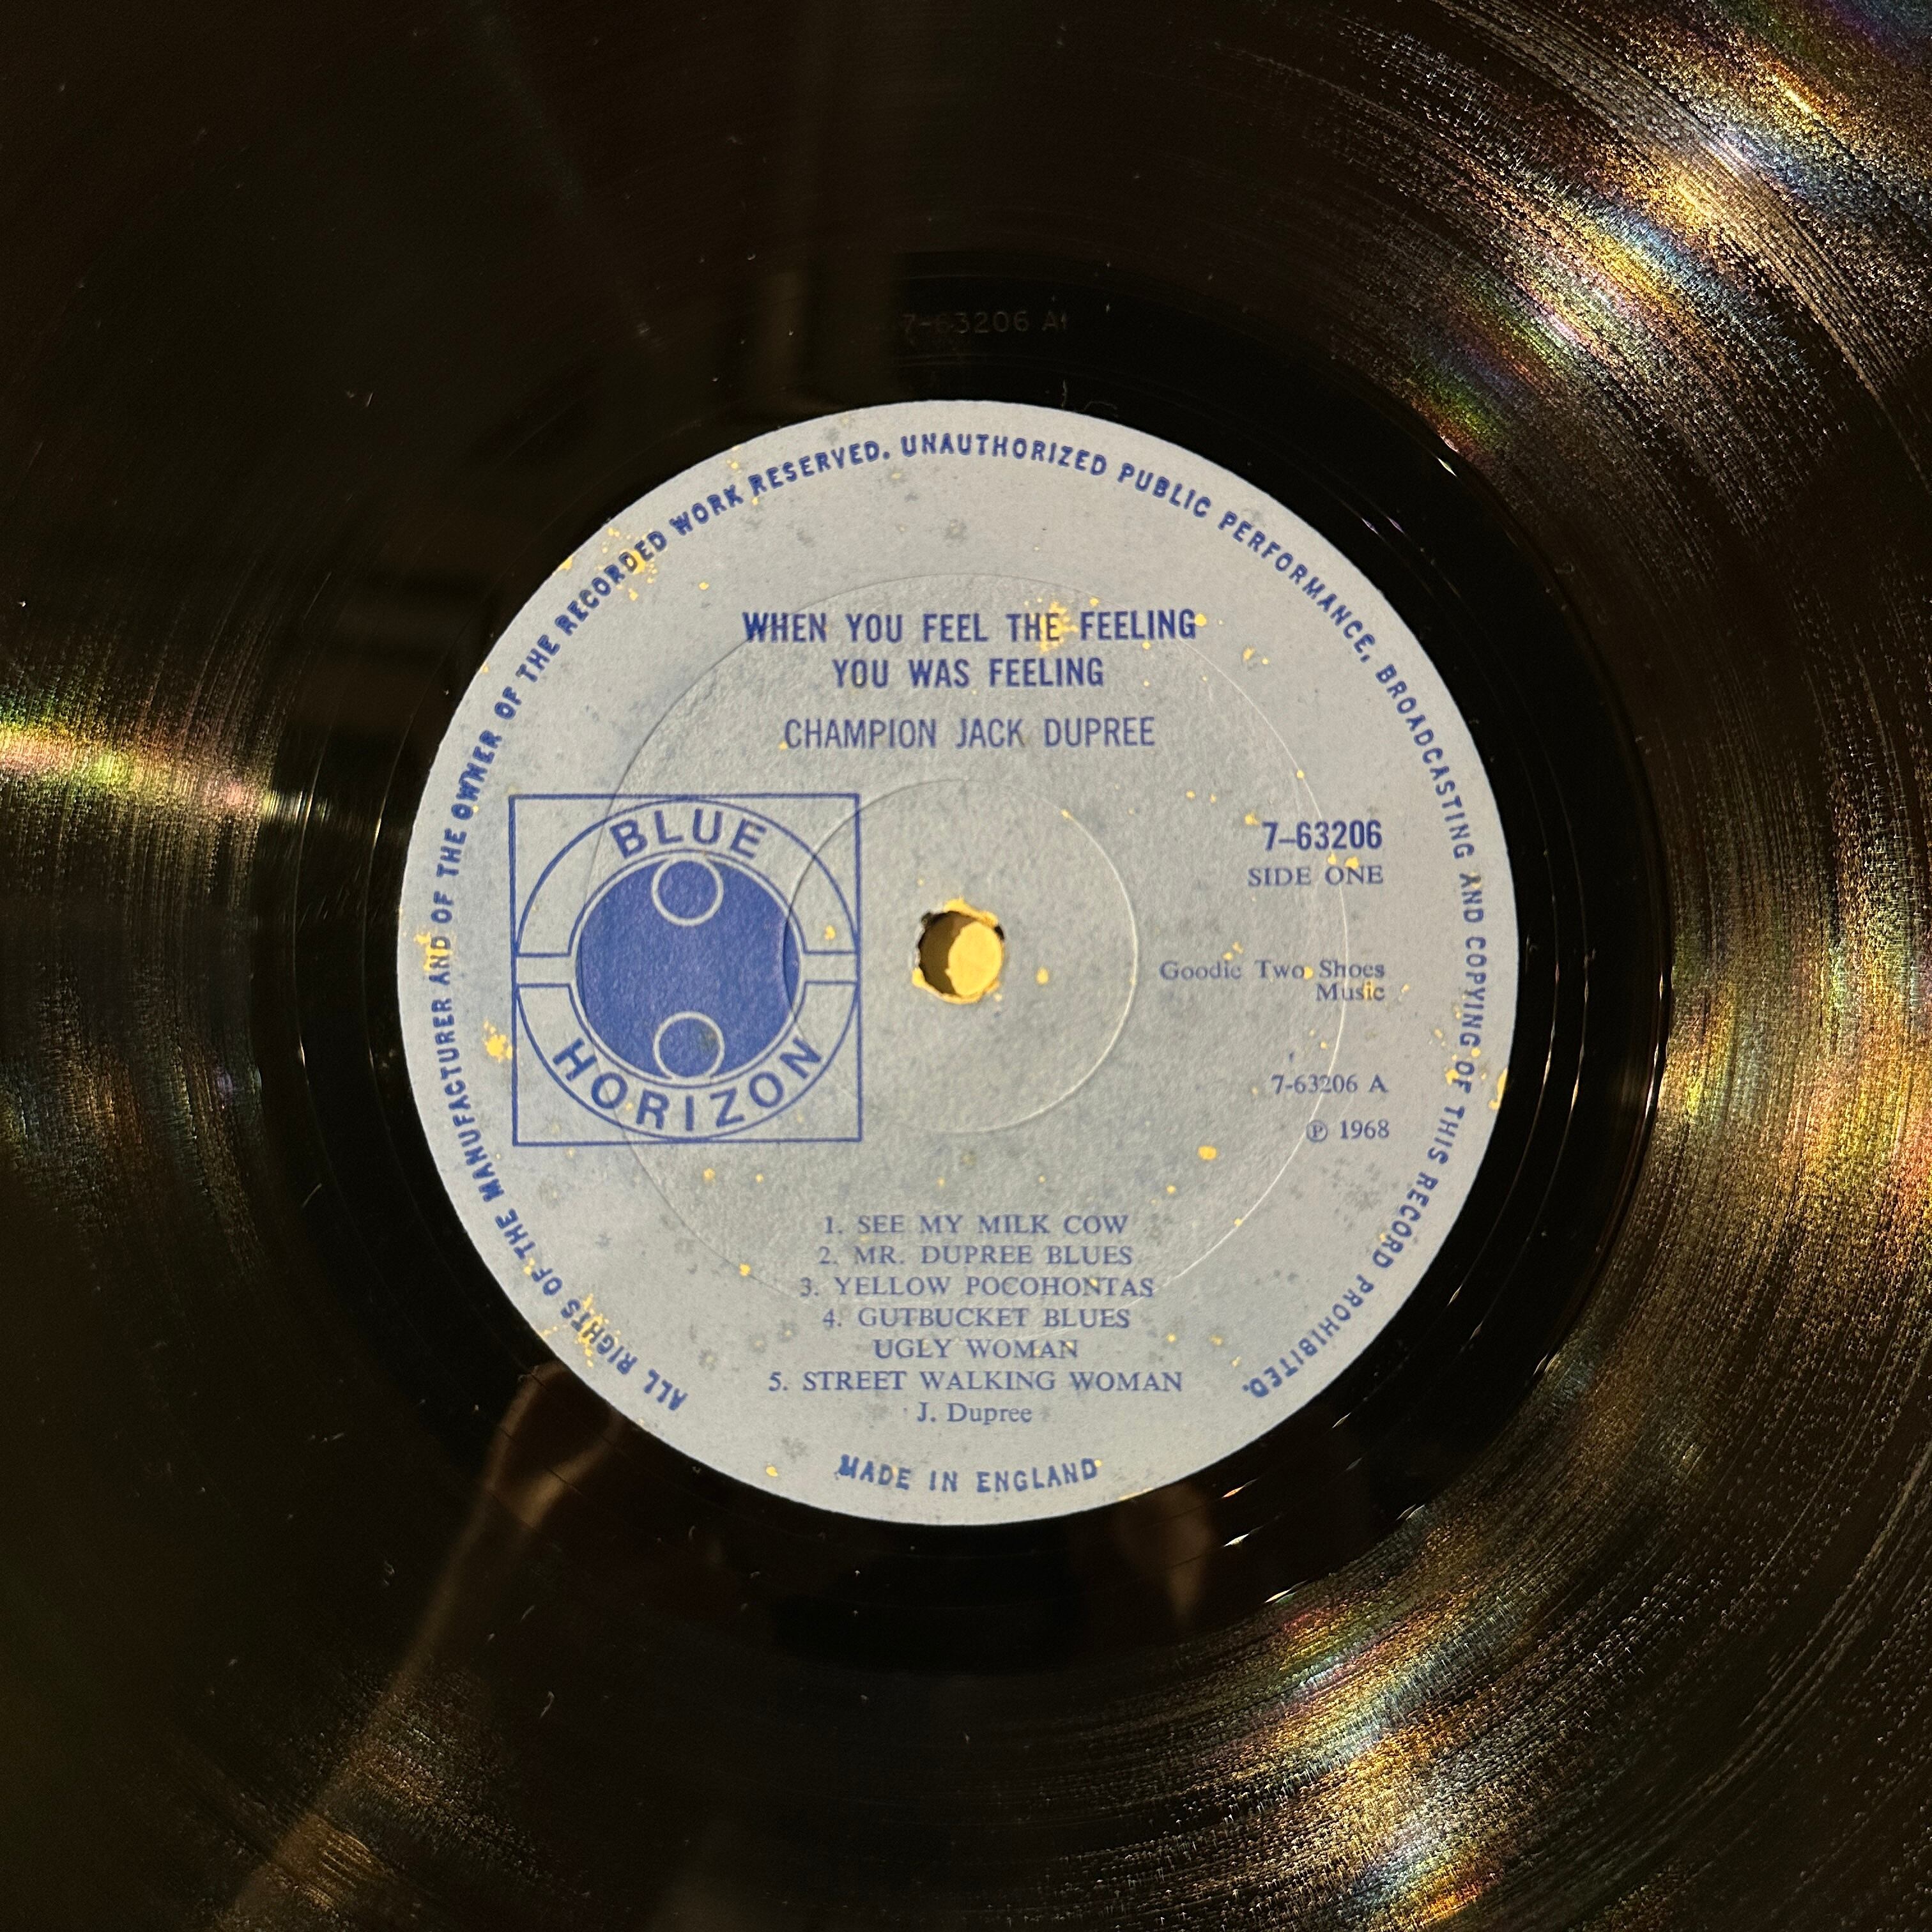 7-63206 A1
ALL RIGHTS OF THE MANUFACTURER AND OF THE OWNER OF THE RECORDED WORK RESERVED. UNAUTHORIZED PUBLIC PERFORMANCE, BROADCASTING AND COPYING OF THIS RECORD PROHIBITED.
WHEN YOU FEEL THE FEELING
YOU WAS FEELING
CHAMPION JACK DUPREE
BLUE
HORIZON
7–63206
SIDE ONE
Goodie Two Shoes
Music
7-63206 A
℗ 1968
1. SEE MY MILK COW
2. MR. DUPREE BLUES
3. YELLOW POCOHONTAS
4. GUTBUCKET BLUES
UGLY WOMAN
5. STREET WALKING WOMAN
J. Dupree
MADE IN ENGLAND